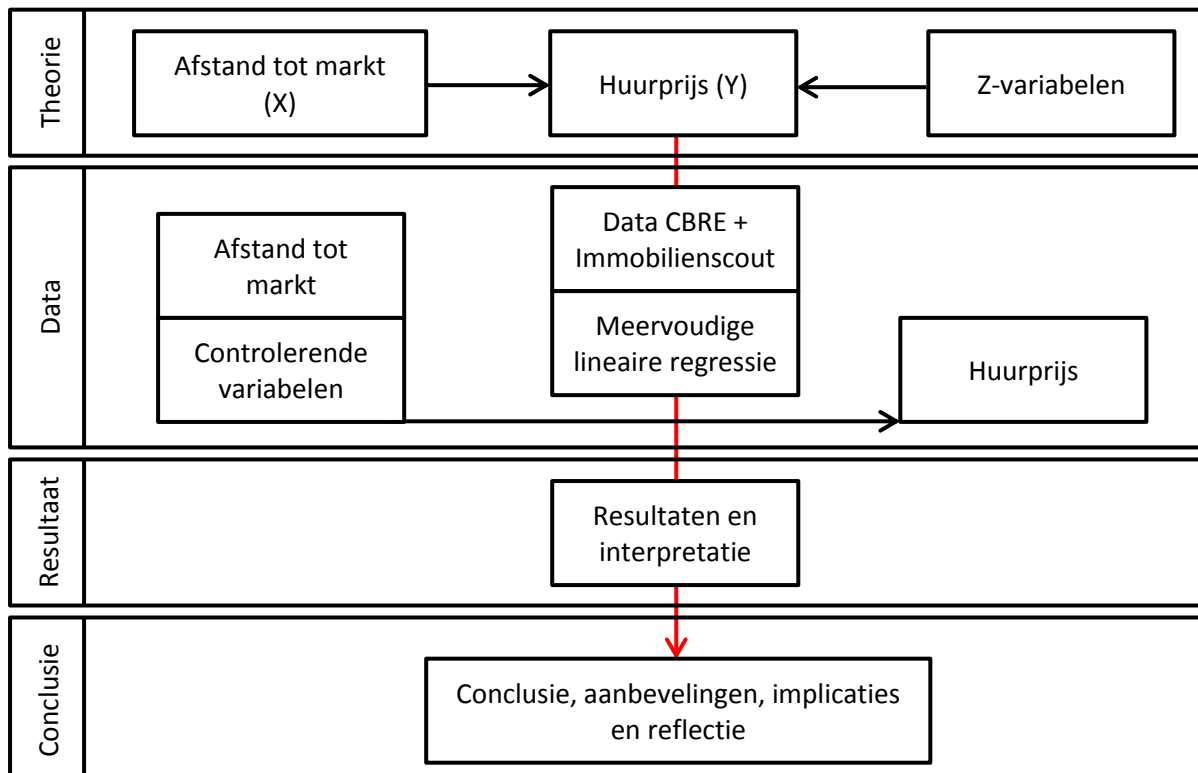 Theorie
Afstand tot markt
(X)
Huurprijs (Y)
Z-variabelen
Data
Afstand tot
markt
Controlerende
variabelen
Data CBRE +
Immobilienscout
Meervoudige
lineaire regressie
Huurprijs
Resultaat
Resultaten en
interpretatie
Conclusie
Conclusie, aanbevelingen, implicaties
en reflectie